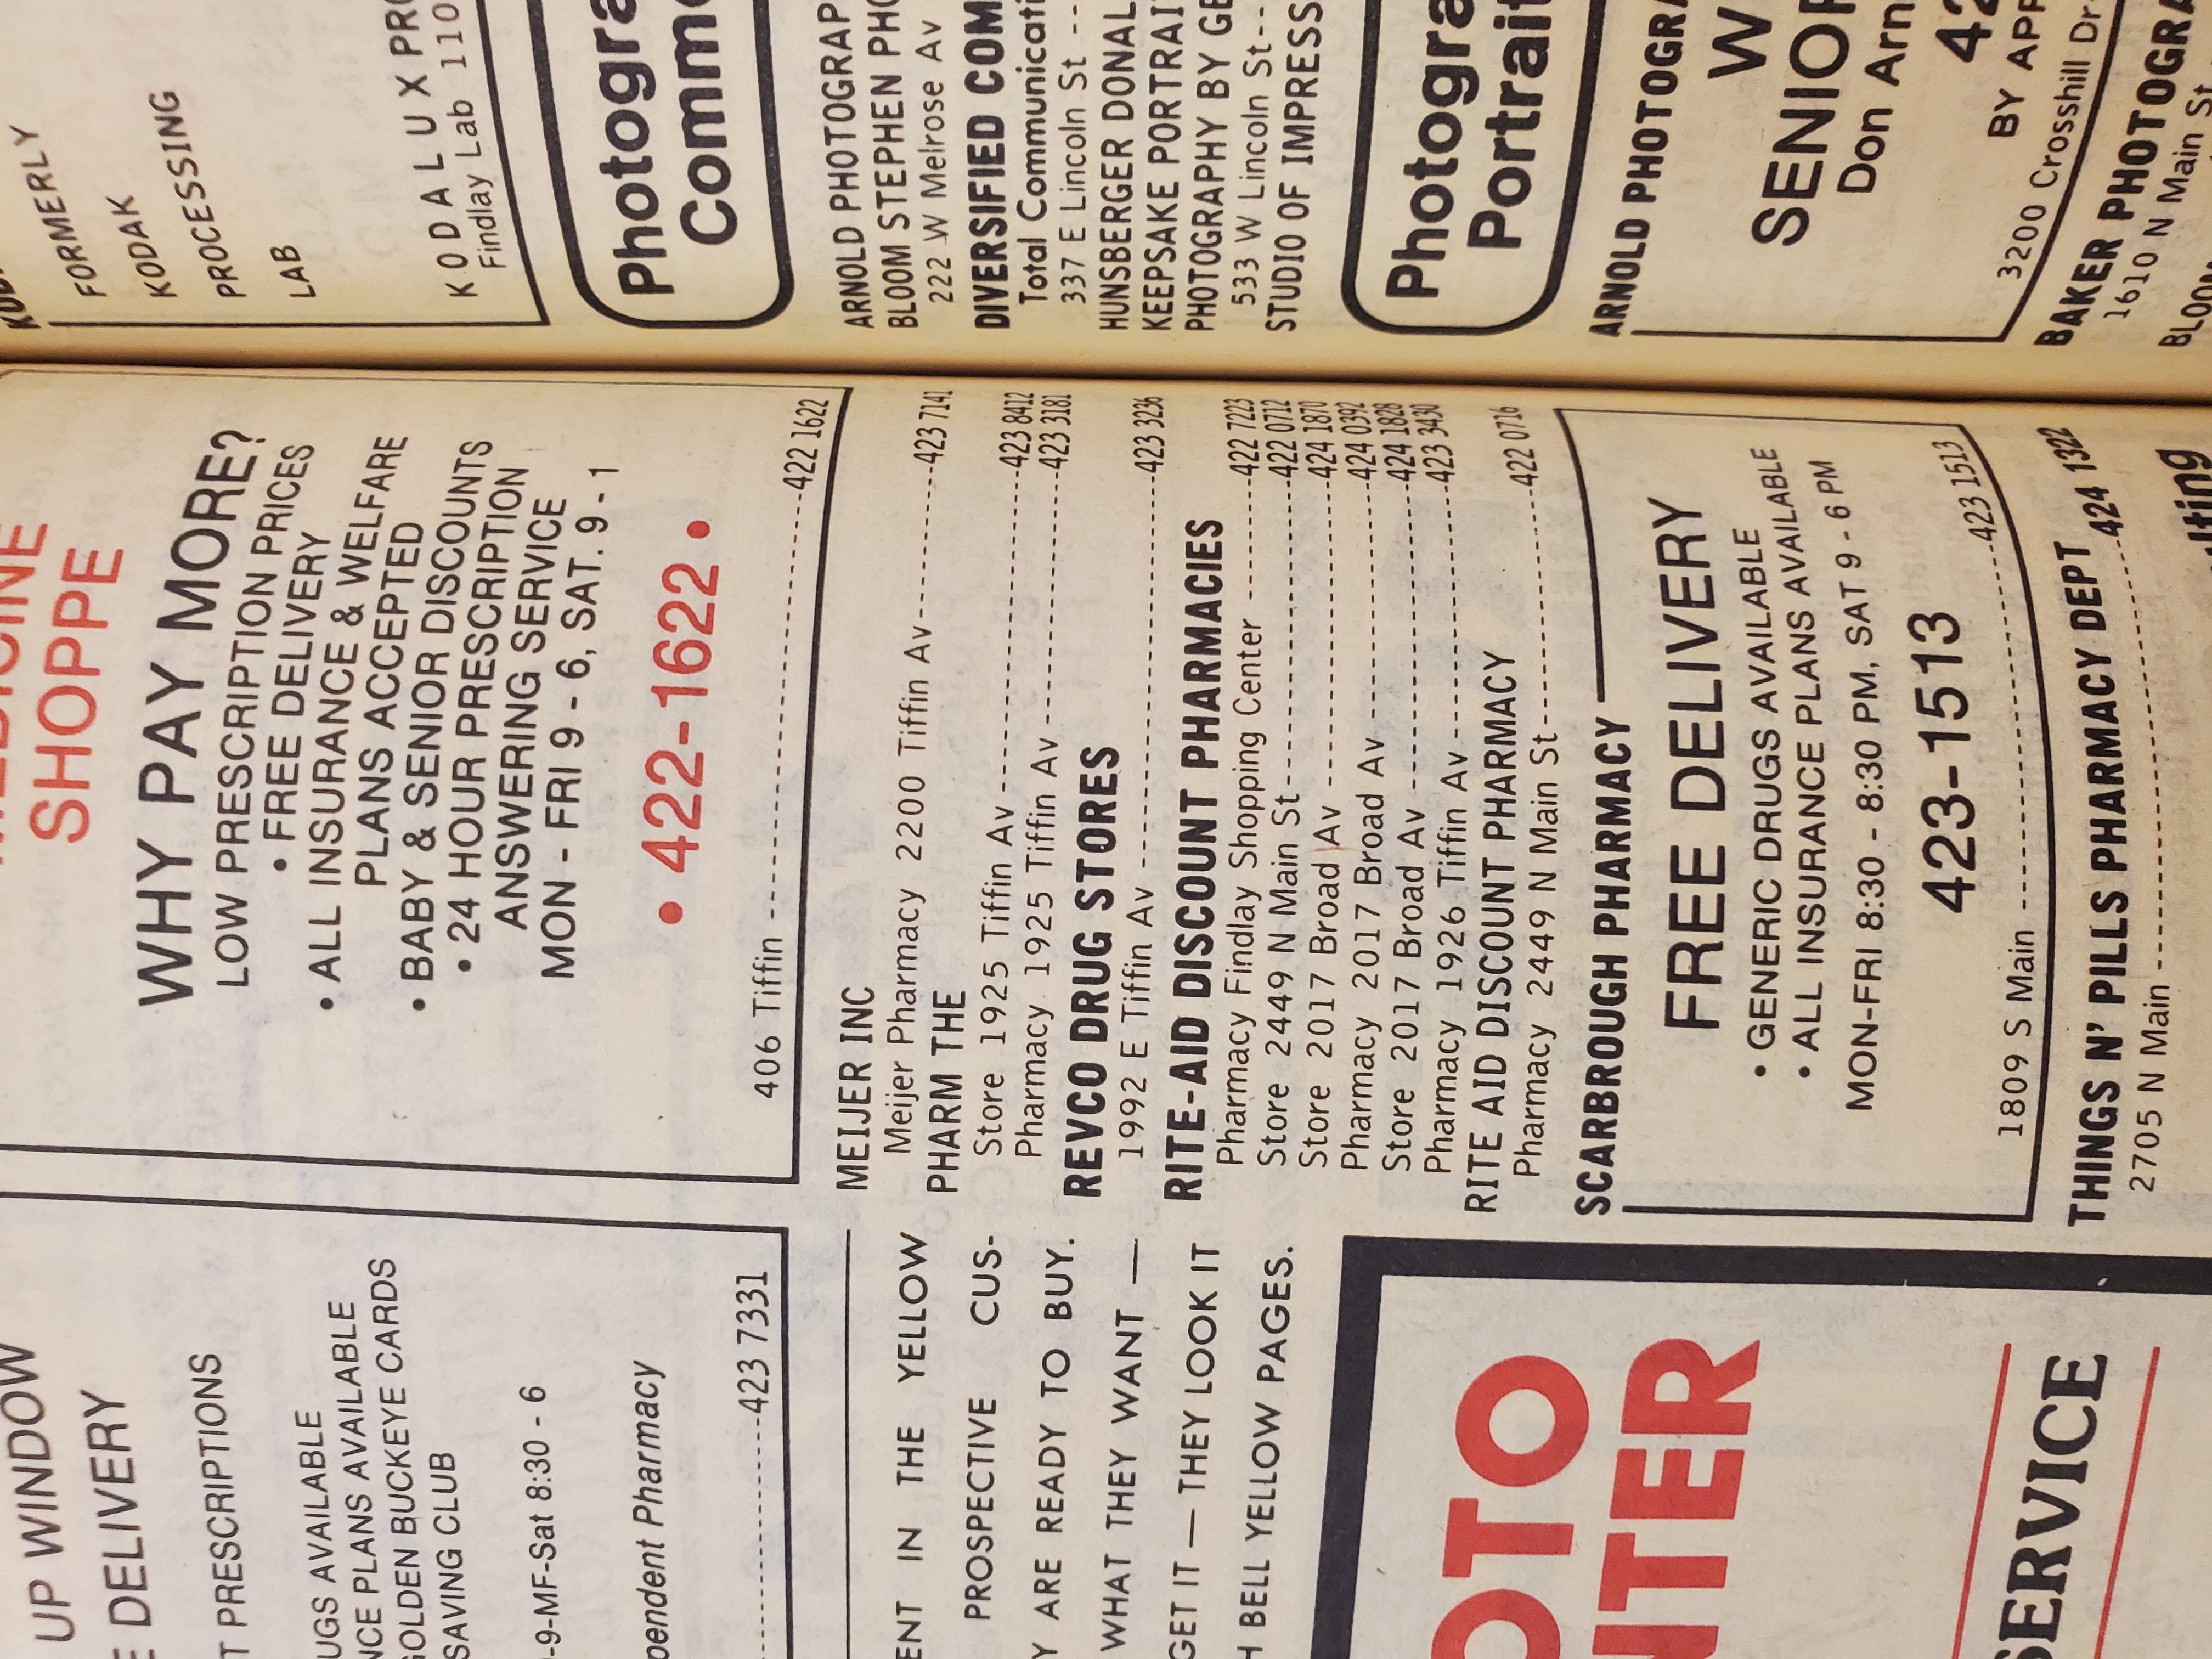 UP WINDOW
DELIVERY
PRESCRIPTIONS
AVAILABLE
PLANS AVAILABLE
GOLDEN BUCKEYE CARDS
SAVING CLUB
9-MF-Sat 8:30 - 6
Pharmacy
423 7331
IN THE YELLOW
PROSPECTIVE CUS-
ARE READY TO BUY.
WHAT THEY WANT —
GET IT — THEY LOOK IT
BELL YELLOW PAGES.
SERVICE
SHOPPE
WHY PAY MORE?
LOW PRESCRIPTION PRICES
• FREE DELIVERY
• ALL INSURANCE & WELFARE
PLANS ACCEPTED
• BABY & SENIOR DISCOUNTS
• 24 HOUR PRESCRIPTION
ANSWERING SERVICE
MON - FRI 9 - 6, SAT. 9 - 1
• 422-1622 •
406 Tiffin ---------- 422 1622
MEIJER INC
Meijer Pharmacy 2200 Tiffin Av ---------- 423 7141
PHARM THE
Store 1925 Tiffin Av ---------- 423 8412
Pharmacy 1925 Tiffin Av ---------- 423 3181
REVCO DRUG STORES
1992 E Tiffin Av ---------- 423 3236
RITE-AID DISCOUNT PHARMACIES
Pharmacy Findlay Shopping Center ---------- 422 7223
Store 2449 N Main St ---------- 422 0712
Store 2017 Broad Av ---------- 424 1870
Pharmacy 2017 Broad Av ---------- 424 0392
Store 2017 Broad Av ---------- 424 1828
Pharmacy 1926 Tiffin Av ---------- 423 3430
RITE AID DISCOUNT PHARMACY
Pharmacy 2449 N Main St ---------- 422 0716
SCARBROUGH PHARMACY
FREE DELIVERY
• GENERIC DRUGS AVAILABLE
• ALL INSURANCE PLANS AVAILABLE
MON-FRI 8:30 - 8:30 PM, SAT 9 - 6 PM
423-1513
1809 S Main ---------- 423 1513
THINGS N' PILLS PHARMACY DEPT
2705 N Main ---------- 424 1322
FORMERLY
KODAK
PROCESSING
LAB
KODALUX PR
Findlay Lab 110
Photogra
Comme
ARNOLD PHOTOGRAP
BLOOM STEPHEN PHO
222 W Melrose Av
DIVERSIFIED COM
Total Communicati
337 E Lincoln St --
HUNSBERGER DONAL
KEEPSAKE PORTRAIT
PHOTOGRAPHY BY GE
533 W Lincoln St--
STUDIO OF IMPRESS
Photogra
Portrait
ARNOLD PHOTOGRA
W
SENIOR
Don Arn
42
BY APP
3200 Crosshill Dr
BAKER PHOTOGRA
1610 N Main St
BLOOM